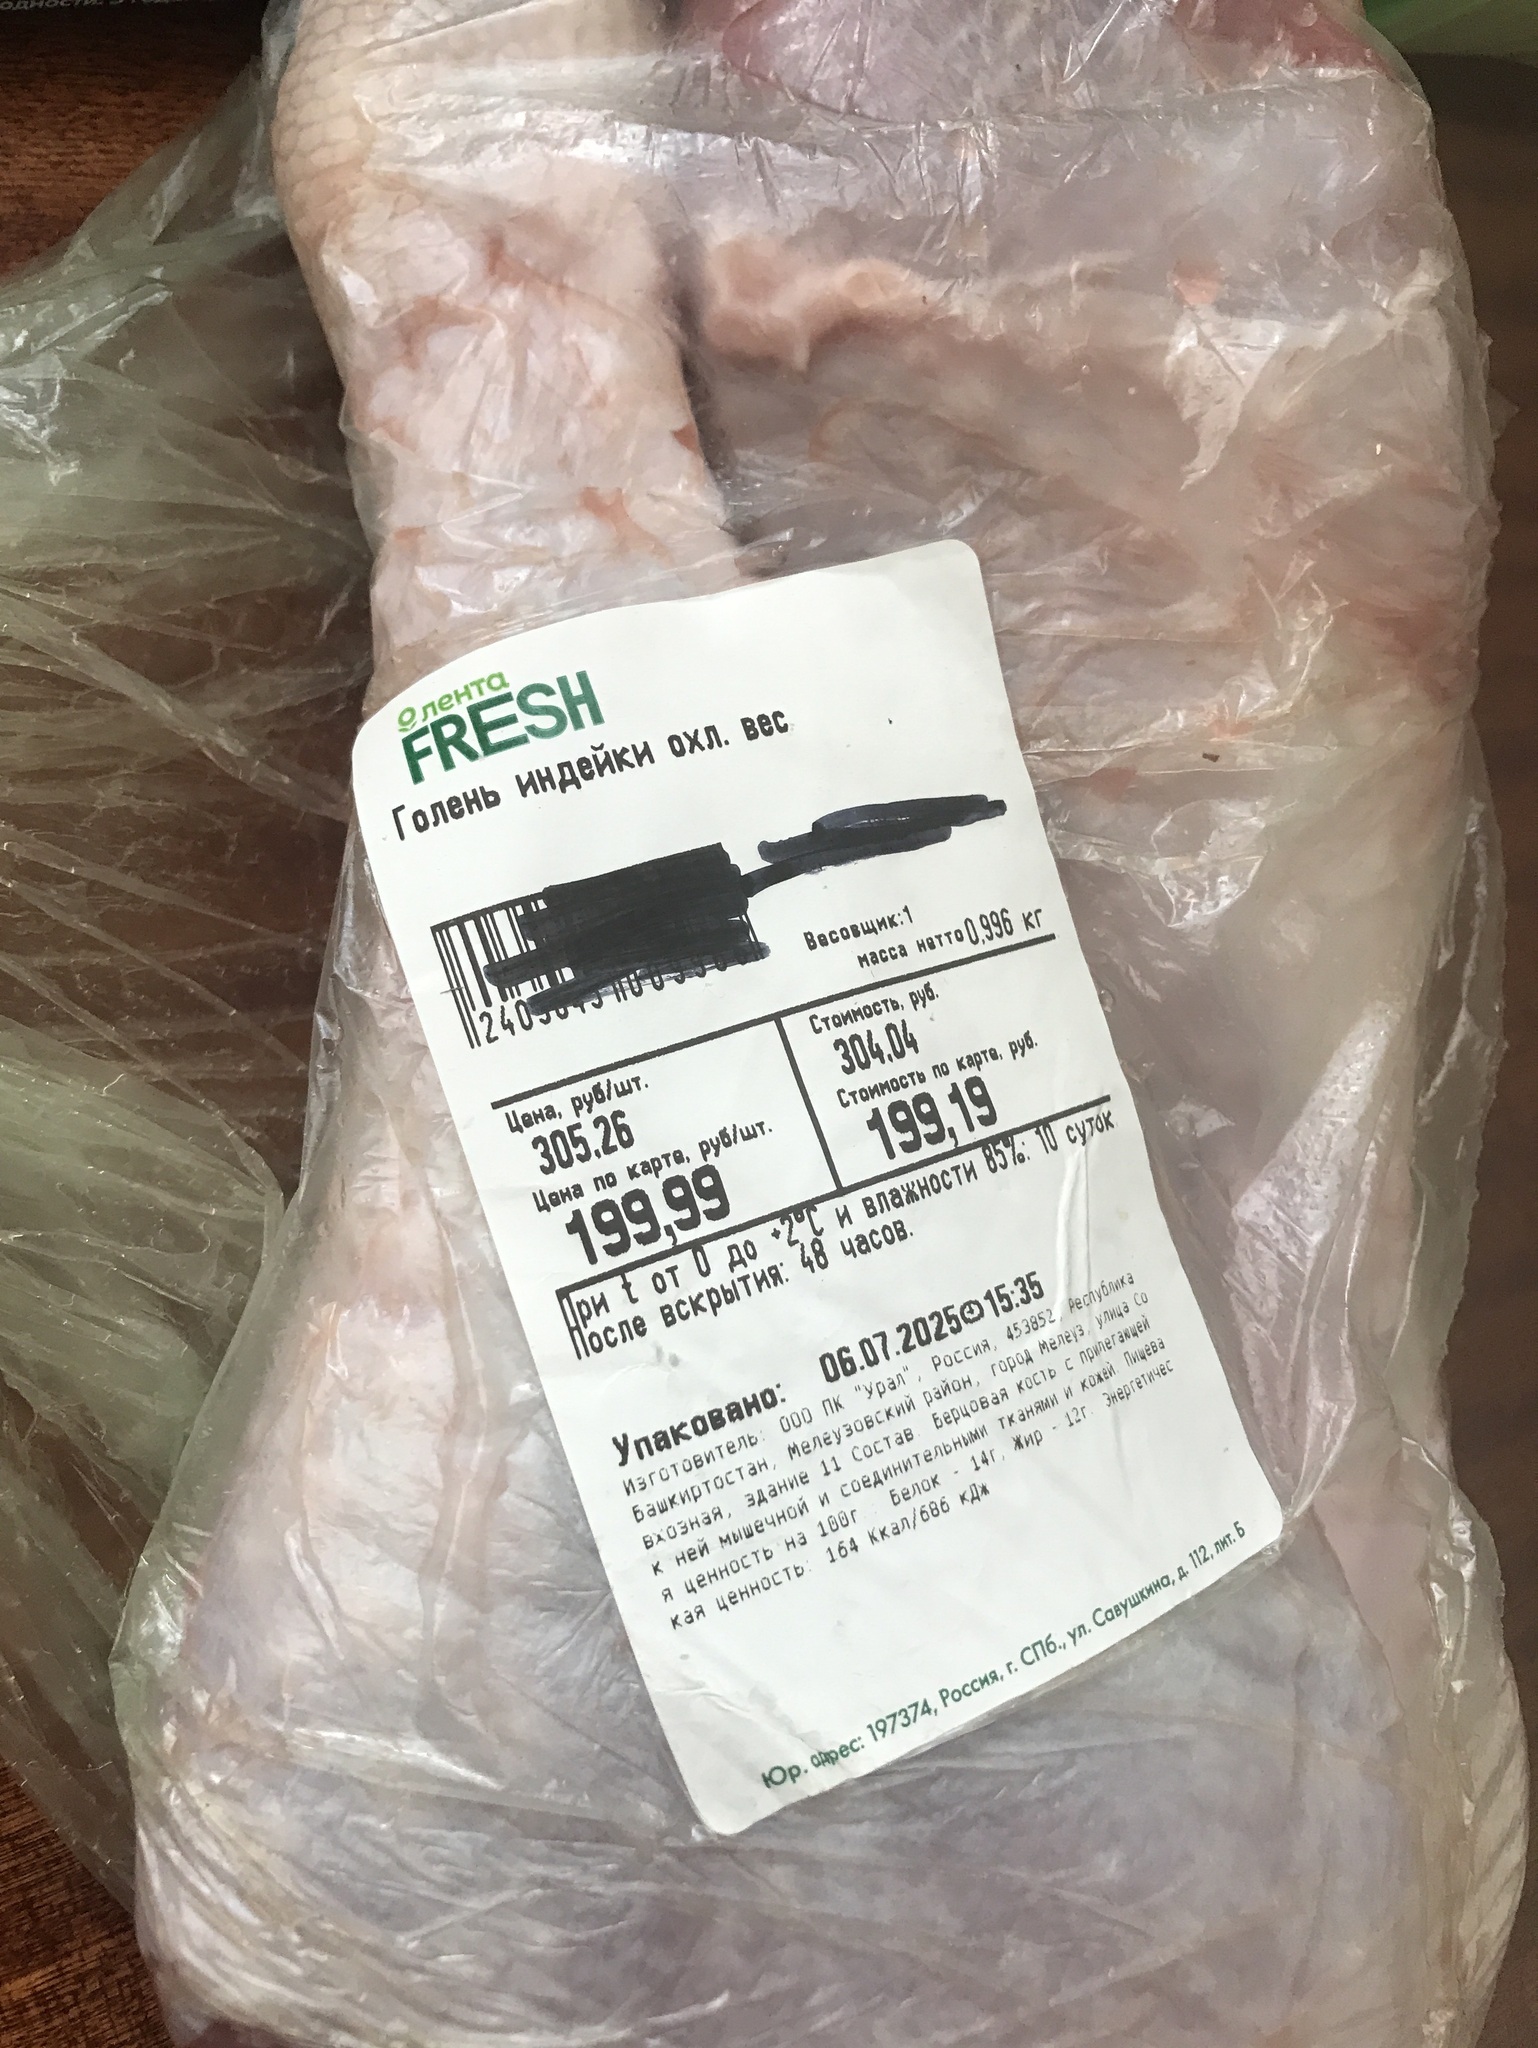 лента
FRESH
Голень индейки охл. вес
Весовщик:1
масса нетто 0,996 кг
Цена, руб/шт.
305,26
Цена по карте, руб/шт.
199,99
Стоимость, руб.
304,04
Стоимость по карте, руб.
199,19
При t от 0 до +2°C и влажности 85%: 10 суток
После вскрытия: 48 часов.
Упаковано: 06.07.2025 15:35
Изготовитель: ООО ПК "Урал", Россия, 453852, Республика
Башкиртостан, Мелеузовский район, город Мелеуз, улица Со
вхозная, здание 11 Состав. Берцовая кость с прилегающей
к ней мышечной и соединительными тканями и кожей Пищева
я ценность на 100г. Белок - 14г, Жир - 12г. Энергетичес
кая ценность: 164 Ккал/686 кДж
Юр. адрес: 197374, Россия, г. СПб., ул. Савушкина, д. 112, лит. Б